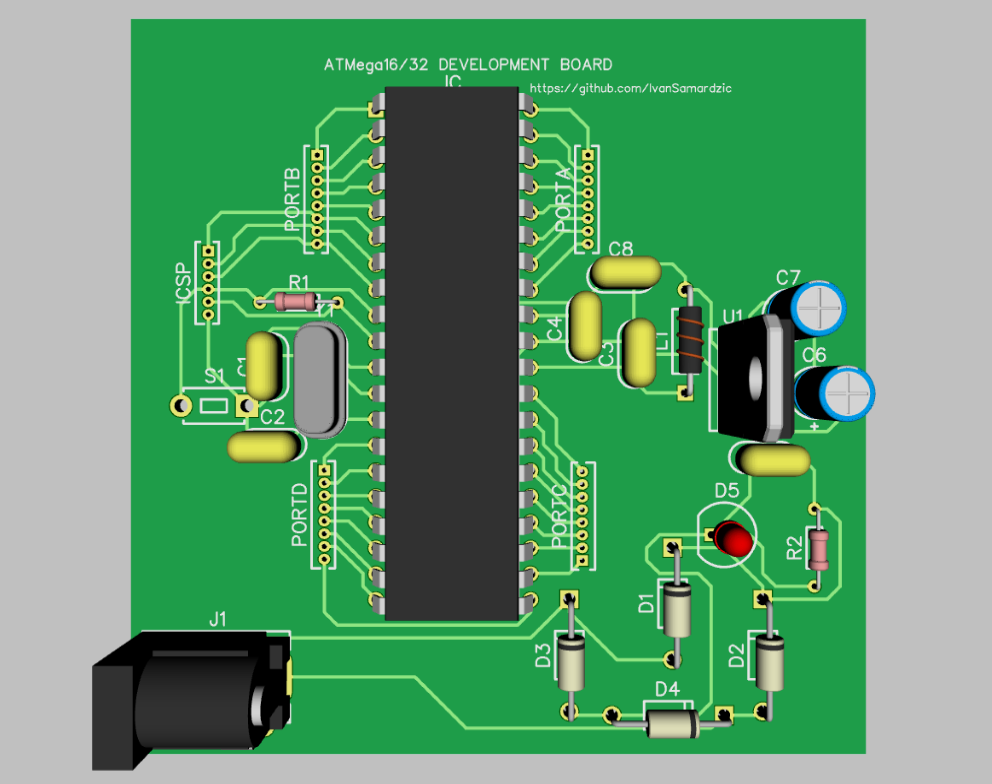 ATMega16/32 DEVELOPMENT BOARD
IC
https://github.com/IvanSamardzic
PORTB
PORTA
ICSP
R1
C8
C7
U1
C4
L1
C1
S1
C6
+
C2
PORTD
PORTC
D5
R2
D1
J1
D3
D2
D4